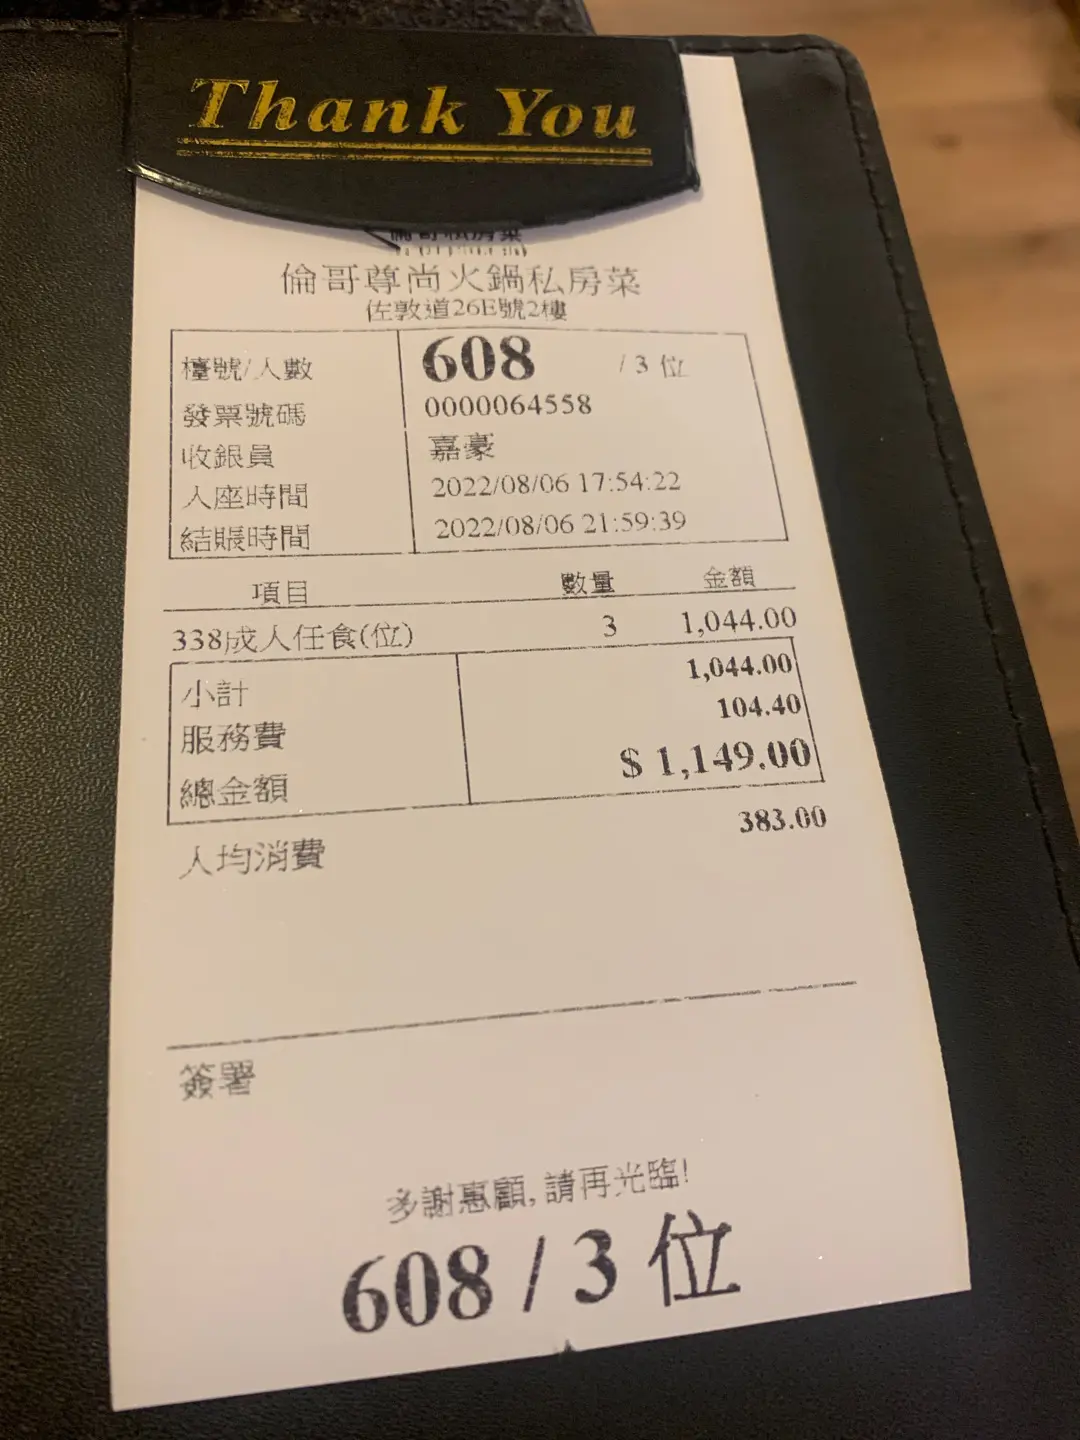 Thank You
倫哥尊尚火鍋私房菜
佐敦道26E號2樓
檯號/人數 608 / 3 位
發票號碼 0000064558
收銀員 嘉豪
入座時間 2022/08/06 17:54:22
結賬時間 2022/08/06 21:59:39
項目 數量 金額
338成人任食(位) 3 1,044.00
小計 1,044.00
服務費 104.40
總金額 $ 1,149.00
人均消費 383.00
簽署
多謝惠顧, 請再光臨!
608 / 3 位